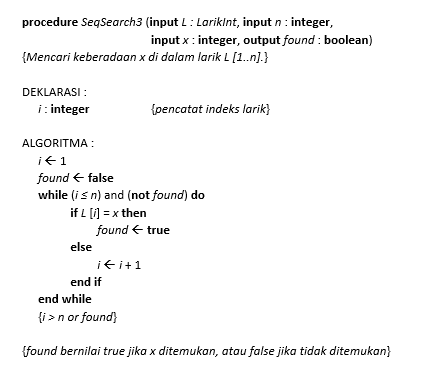 procedure SeqSearch3 (input L : LarikInt, input n : integer,
input x : integer, output found : boolean)
{Mencari keberadaan x di dalam larik L [1..n].}
DEKLARASI :
i : integer {pencatat indeks larik}
ALGORITMA :
i ← 1
found ← false
while (i ≤ n) and (not found) do
if L [i] = x then
found ← true
else
i ← i + 1
end if
end while
{i > n or found}
{found bernilai true jika x ditemukan, atau false jika tidak ditemukan}